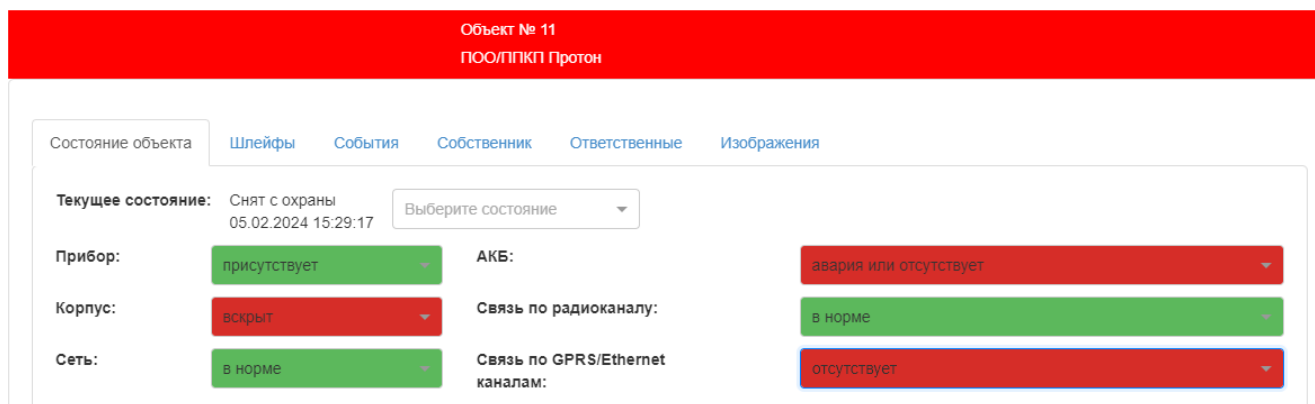 Объект № 11
ПОО/ППКП Протон
Состояние объекта Шлейфы События Собственник Ответственные Изображения
Текущее состояние: Снят с охраны Выберите состояние
05.02.2024 15:29:17
Прибор: присутствует АКБ: авария или отсутствует
Корпус: вскрыт Связь по радиоканалу: в норме
Сеть: в норме Связь по GPRS/Ethernet отсутствует
каналам: